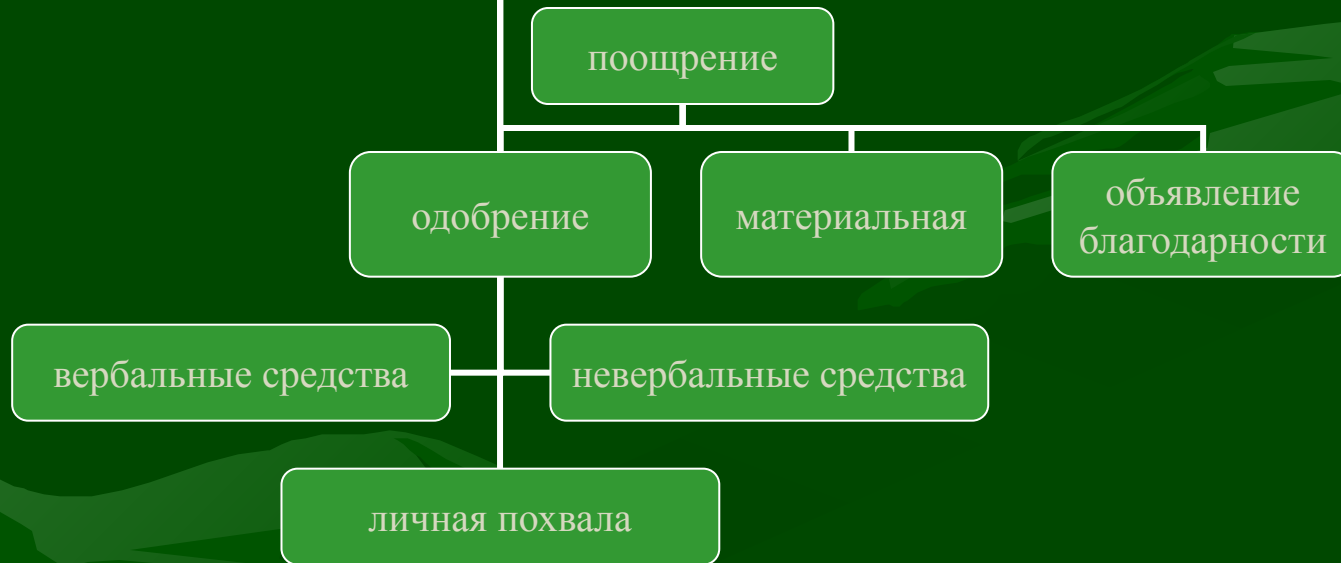 поощрение
одобрение
материальная
объявление
благодарности
вербальные средства
невербальные средства
личная похвала